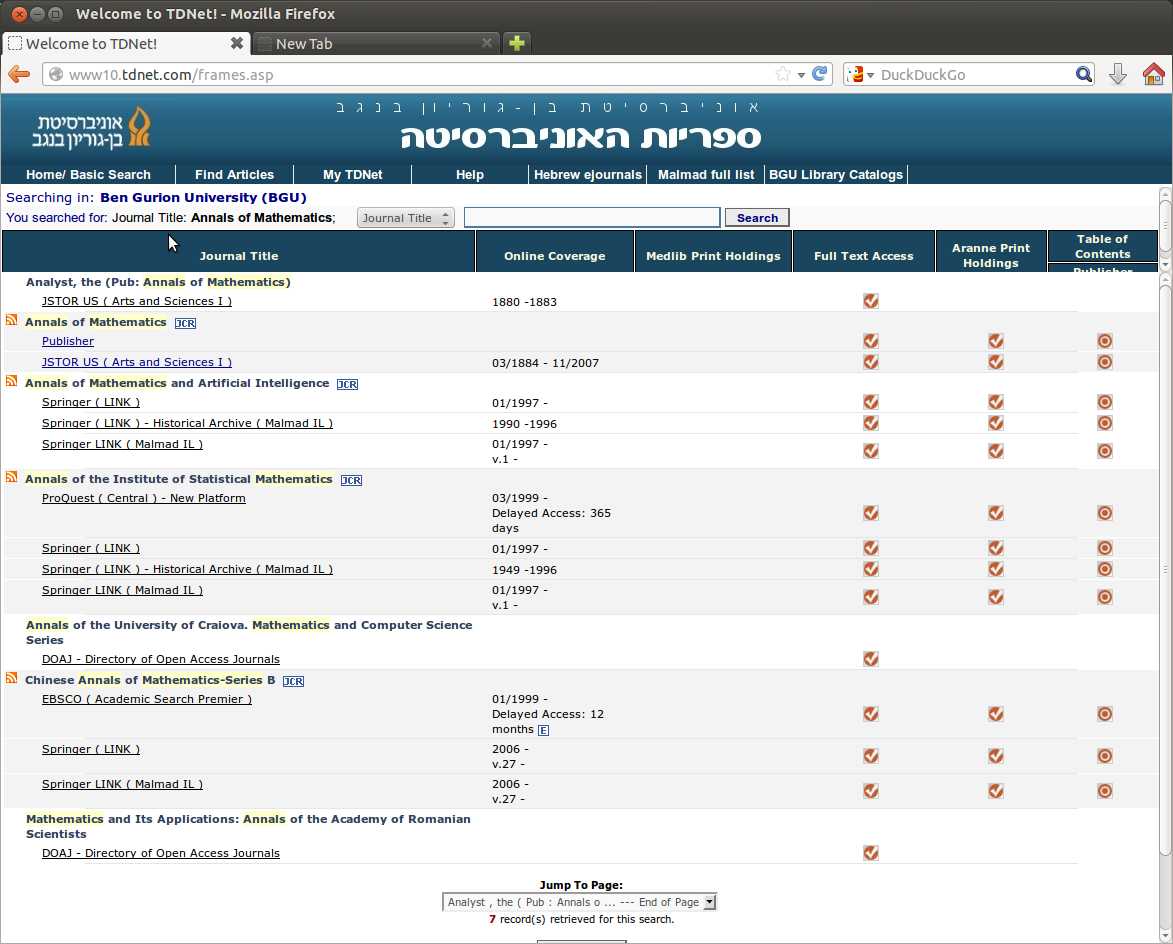 Welcome to TDNet! - Mozilla Firefox
Welcome to TDNet!
New Tab
www10.tdnet.com/frames.asp
DuckDuckGo
אוניברסיטת בן-גוריון בנגב
אוניברסיטת
בן-גוריון בנגב
ספריות האוניברסיטה
Home/ Basic Search Find Articles My TDNet Help Hebrew ejournals Malmad full list BGU Library Catalogs
Searching in: Ben Gurion University (BGU)
You searched for: Journal Title: Annals of Mathematics; Journal Title Search
Journal Title Online Coverage Medlib Print Holdings Full Text Access Aranne Print Holdings Table of Contents
Publisher
Analyst, the (Pub: Annals of Mathematics)
JSTOR US ( Arts and Sciences I ) 1880 -1883
Annals of Mathematics JCR
Publisher
JSTOR US ( Arts and Sciences I ) 03/1884 - 11/2007
Annals of Mathematics and Artificial Intelligence JCR
Springer ( LINK ) 01/1997 -
Springer ( LINK ) - Historical Archive ( Malmad IL ) 1990 -1996
Springer LINK ( Malmad IL ) 01/1997 -
v.1 -
Annals of the Institute of Statistical Mathematics JCR
ProQuest ( Central ) - New Platform 03/1999 -
Delayed Access: 365
days
Springer ( LINK ) 01/1997 -
Springer ( LINK ) - Historical Archive ( Malmad IL ) 1949 -1996
Springer LINK ( Malmad IL ) 01/1997 -
v.1 -
Annals of the University of Craiova. Mathematics and Computer Science
Series
DOAJ - Directory of Open Access Journals
Chinese Annals of Mathematics-Series B JCR
EBSCO ( Academic Search Premier ) 01/1999 -
Delayed Access: 12
months E
Springer ( LINK ) 2006 -
v.27 -
Springer LINK ( Malmad IL ) 2006 -
v.27 -
Mathematics and Its Applications: Annals of the Academy of Romanian
Scientists
DOAJ - Directory of Open Access Journals
Jump To Page:
Analyst , the ( Pub : Annals o ... --- End of Page
7 record(s) retrieved for this search.